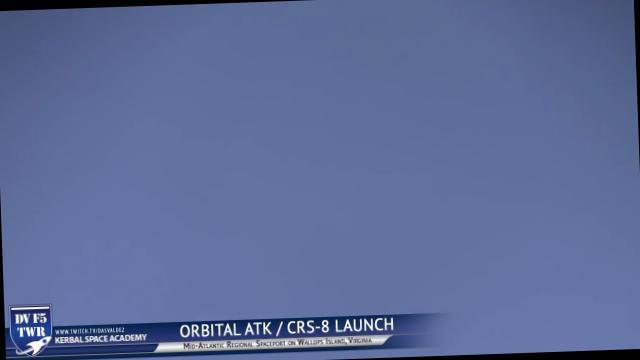 DV F5
TWR
WWW.TWITCH.TV/DASVALDEZ
KERBAL SPACE ACADEMY
ORBITAL ATK / CRS-8 LAUNCH
MID-ATLANTIC REGIONAL SPACEPORT ON WALLOPS ISLAND, VIRGINIA